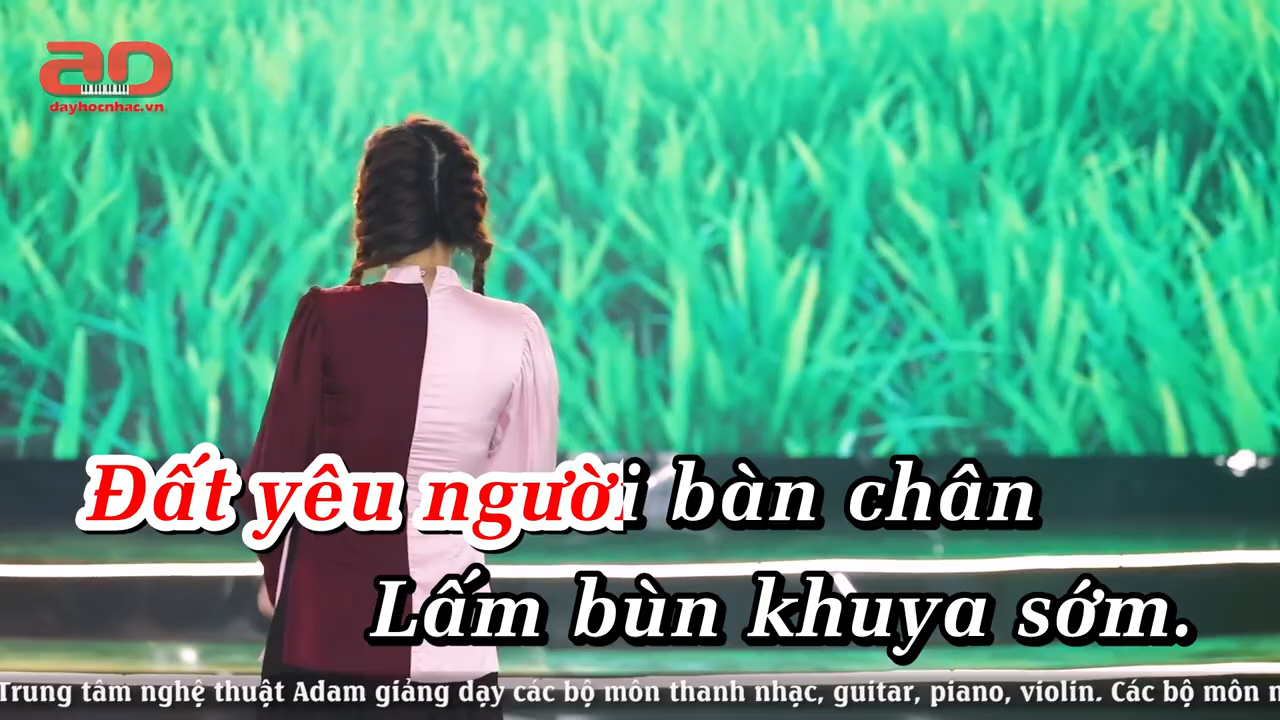 dayhocnhac.vn
Đất yêu người bàn chân
Lấm bùn khuya sớm.
Trung tâm nghệ thuật Adam giảng dạy các bộ môn thanh nhạc, guitar, piano, violin. Các bộ môn